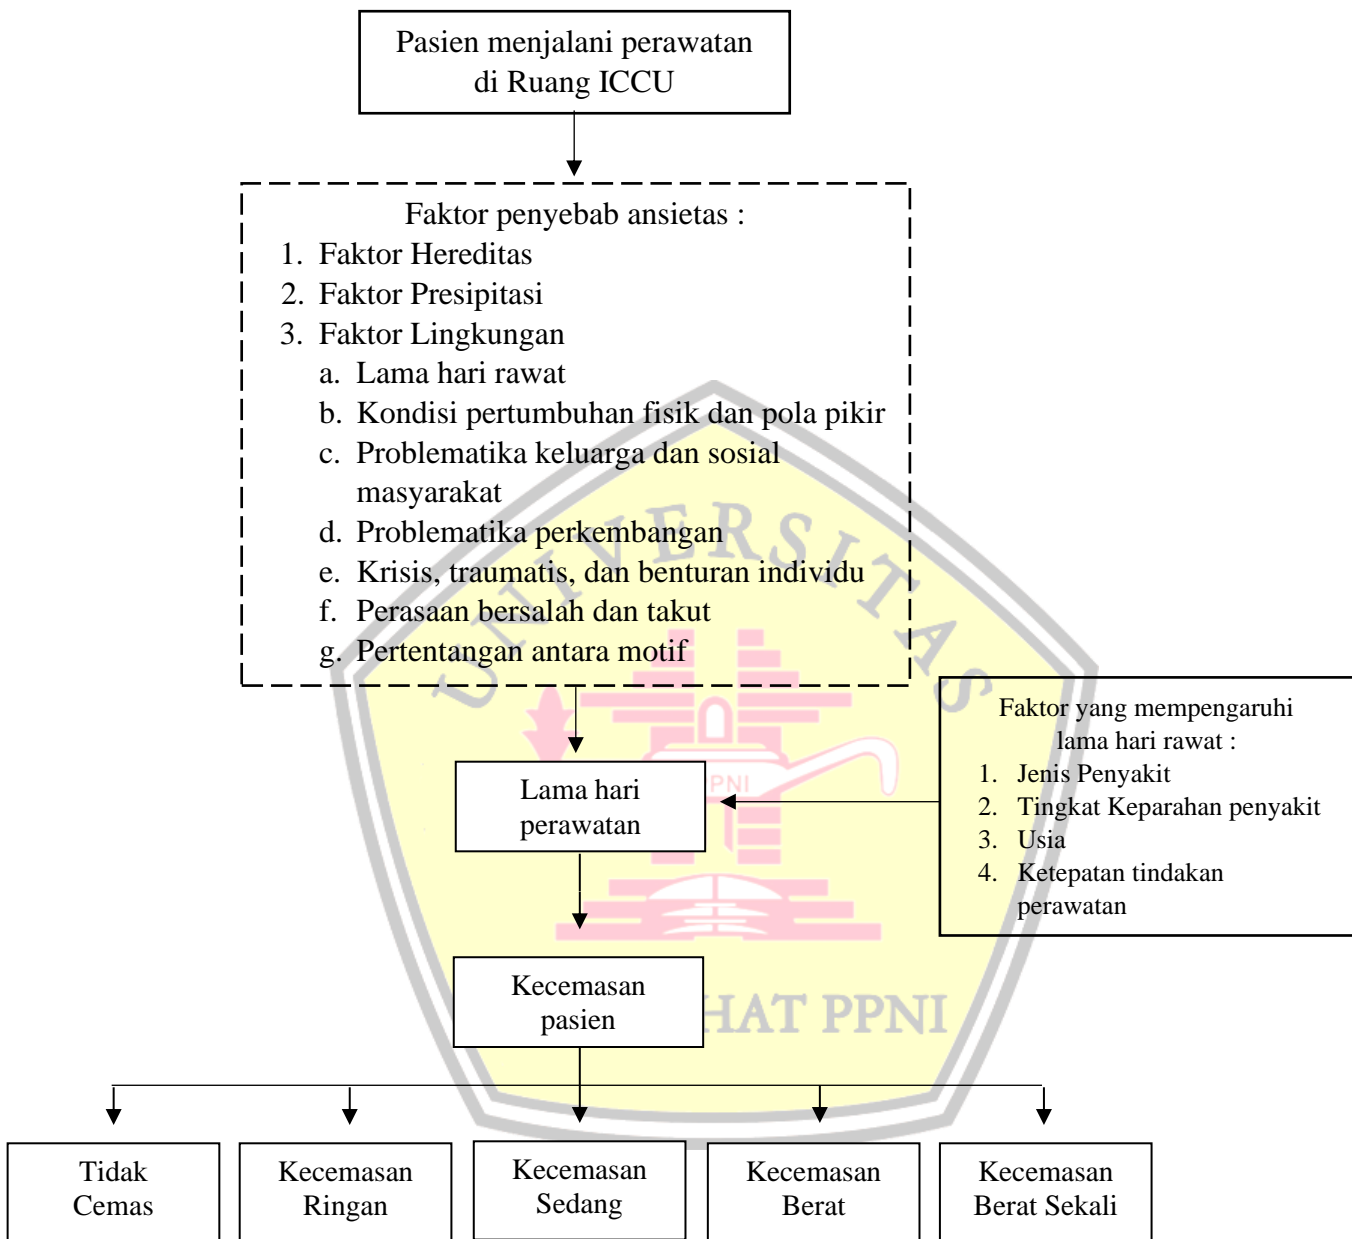 Pasien menjalani perawatan
di Ruang ICCU
Faktor penyebab ansietas :
1. Faktor Hereditas
2. Faktor Presipitasi
3. Faktor Lingkungan
a. Lama hari rawat
b. Kondisi pertumbuhan fisik dan pola pikir
c. Problematika keluarga dan sosial
masyarakat
d. Problematika perkembangan
e. Krisis, traumatis, dan benturan individu
f. Perasaan bersalah dan takut
g. Pertentangan antara motif
UNIVERSITAS
Faktor yang mempengaruhi
lama hari rawat :
1. Jenis Penyakit
2. Tingkat Keparahan penyakit
3. Usia
4. Ketepatan tindakan
perawatan
Lama hari
perawatan
PNI
Kecemasan
pasien
HAT PPNI
Tidak
Cemas
Kecemasan
Ringan
Kecemasan
Sedang
Kecemasan
Berat
Kecemasan
Berat Sekali